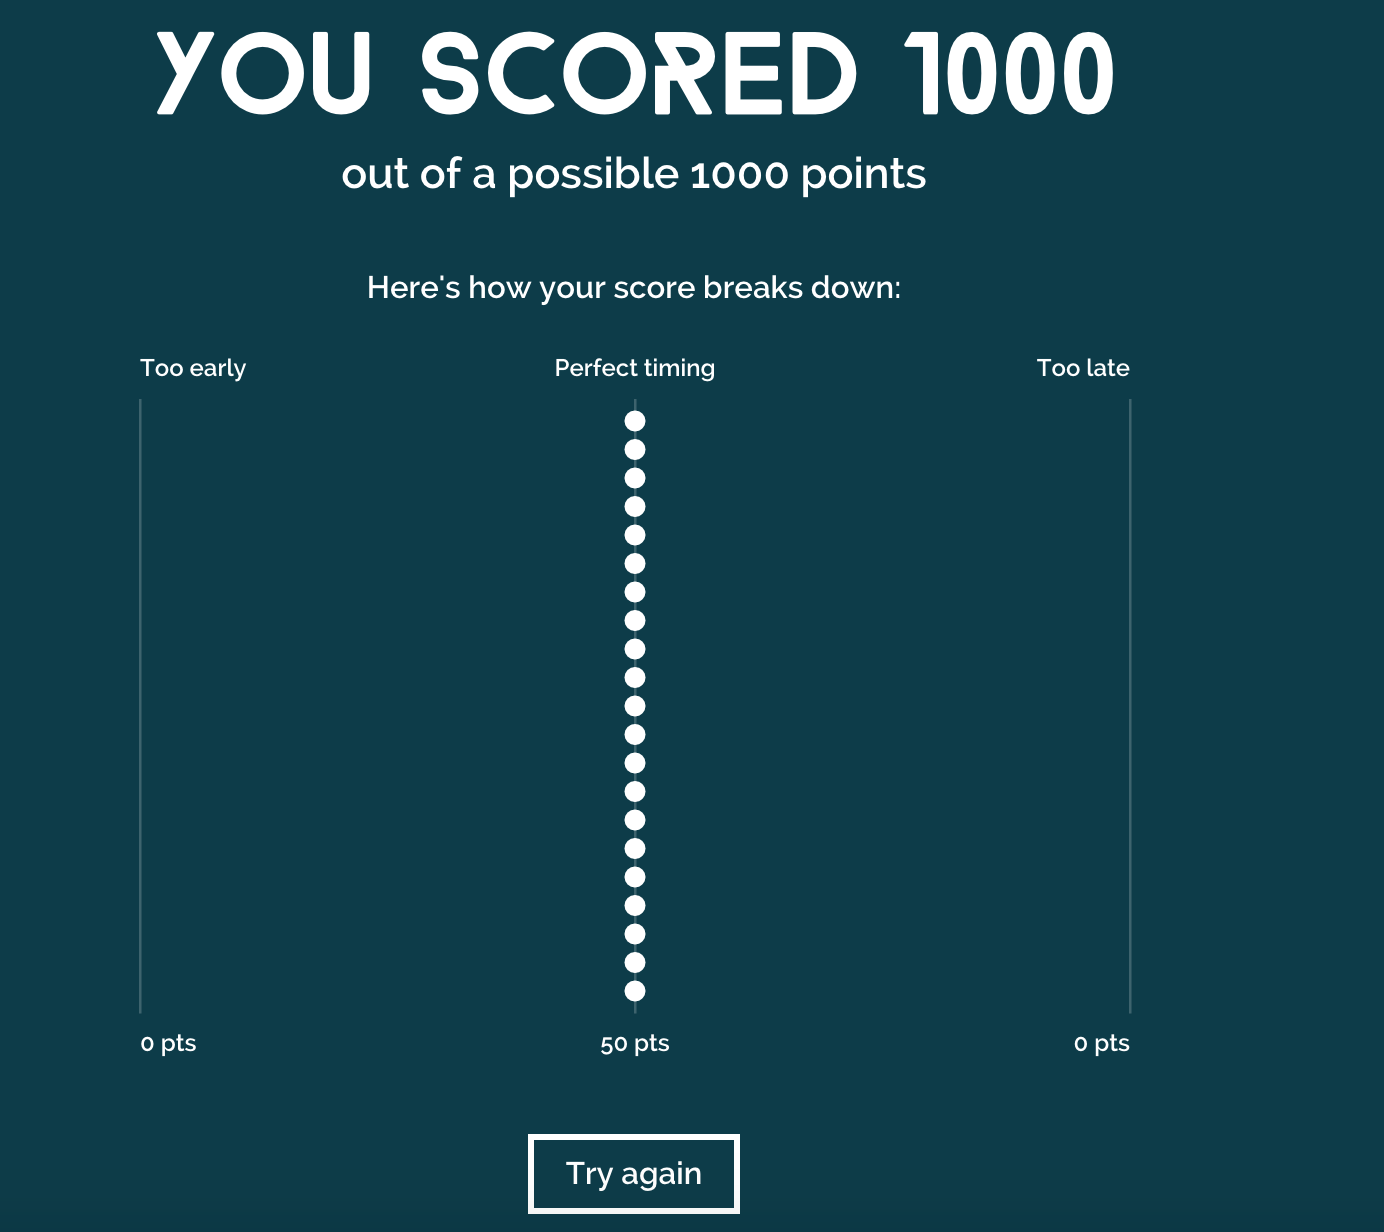 YOU SCORED 1000
out of a possible 1000 points
Here's how your score breaks down:
Too early
Perfect timing
Too late
0 pts
50 pts
0 pts
Try again